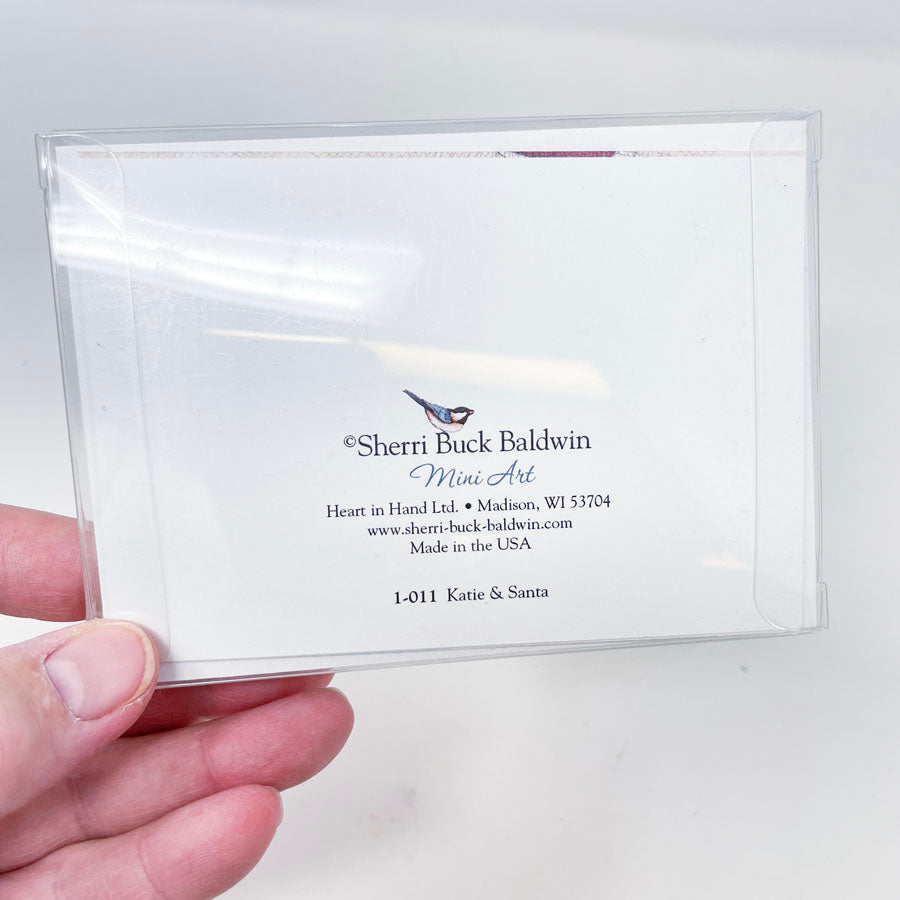 ©Sherri Buck Baldwin
Mini Art
Heart in Hand Ltd. • Madison, WI 53704
www.sherri-buck-baldwin.com
Made in the USA
1-011 Katie & Santa